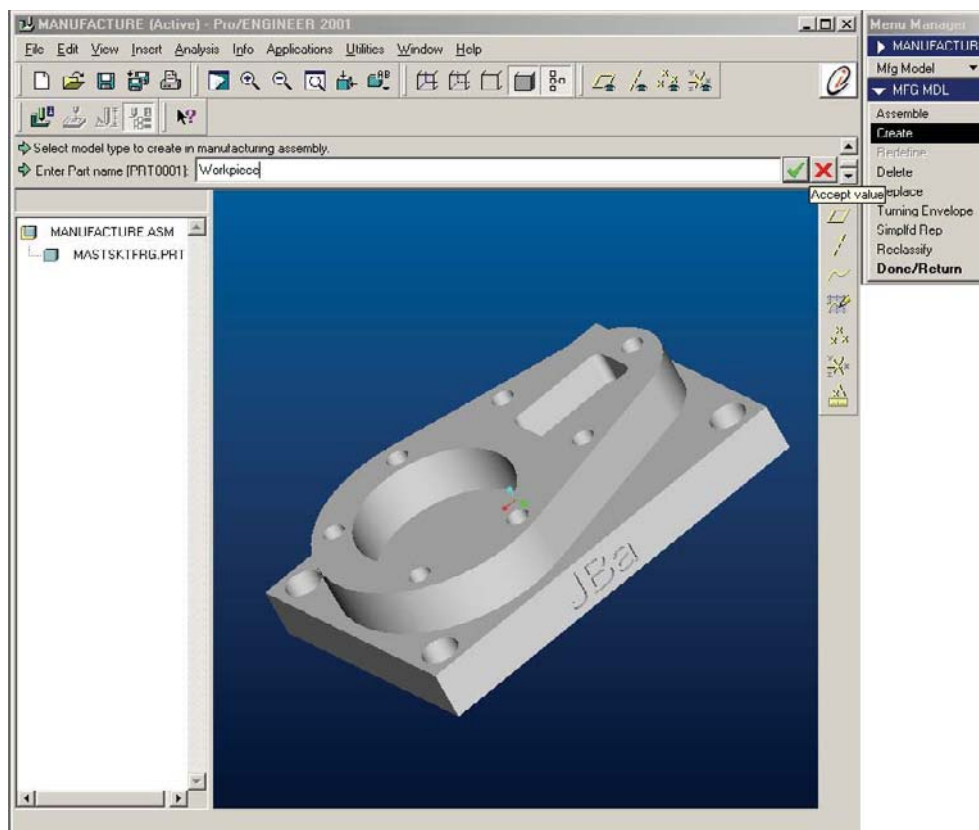 MANUFACTURE (Active) - Pro/ENGINEER 2001
File Edit View Insert Analysis Info Applications Utilities Window Help
Select model type to create in manufacturing assembly.
Enter Part name [PRT0001]: Workpiece
Accept value
MANUFACTURE.ASM
MASTSKTFRG.PRT
JBa
Menu Manager
MANUFACTUR
Mfg Model
MFG MDL
Assemble
Create
Redefine
Delete
Replace
Turning Envelope
Simplfd Rep
Reclassify
Done/Return